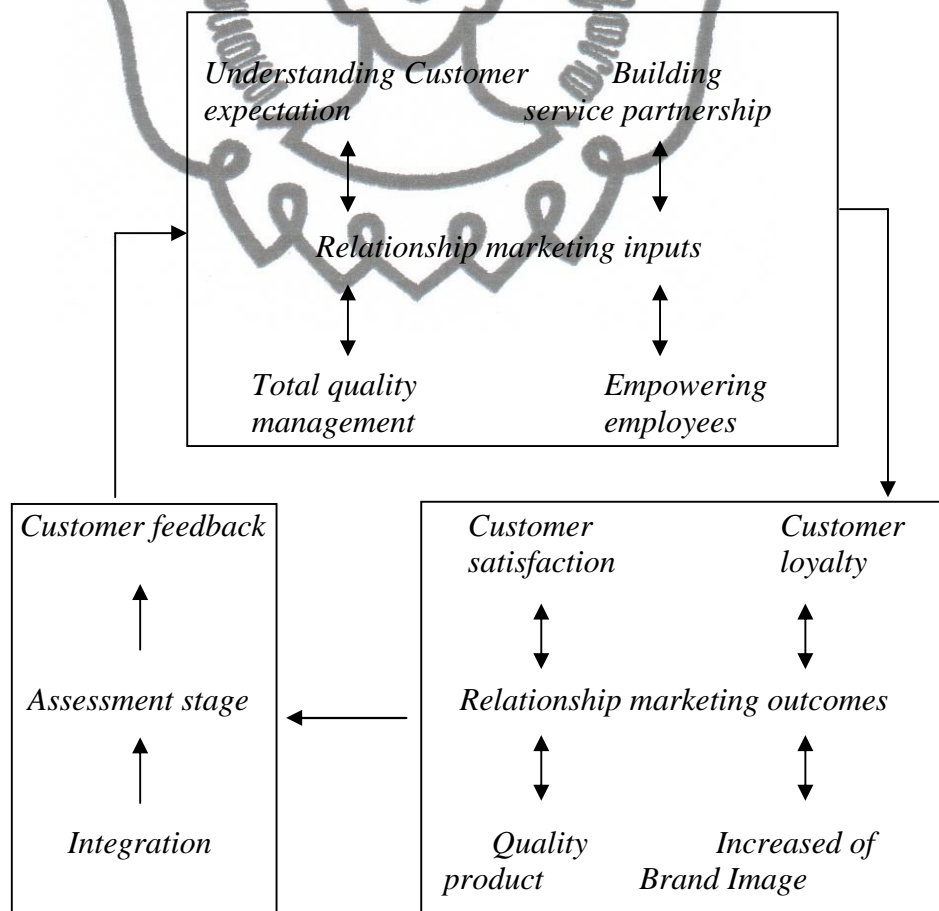 Understanding Customer
expectation
Building
service partnership
Relationship marketing inputs
Total quality
management
Empowering
employees
Customer feedback
Assessment stage
Integration
Customer
satisfaction
Customer
loyalty
Relationship marketing outcomes
Quality
product
Increased of
Brand Image